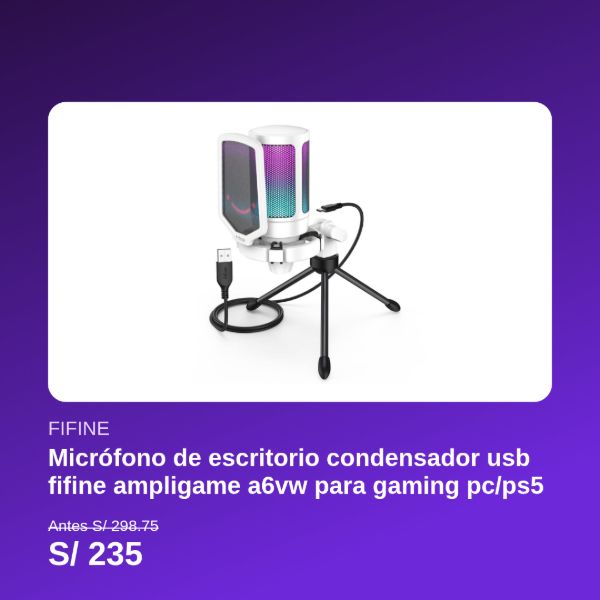 FIFINE
Micrófono de escritorio condensador usb
fifine ampligame a6vw para gaming pc/ps5
Antes S/ 298.75
S/ 235